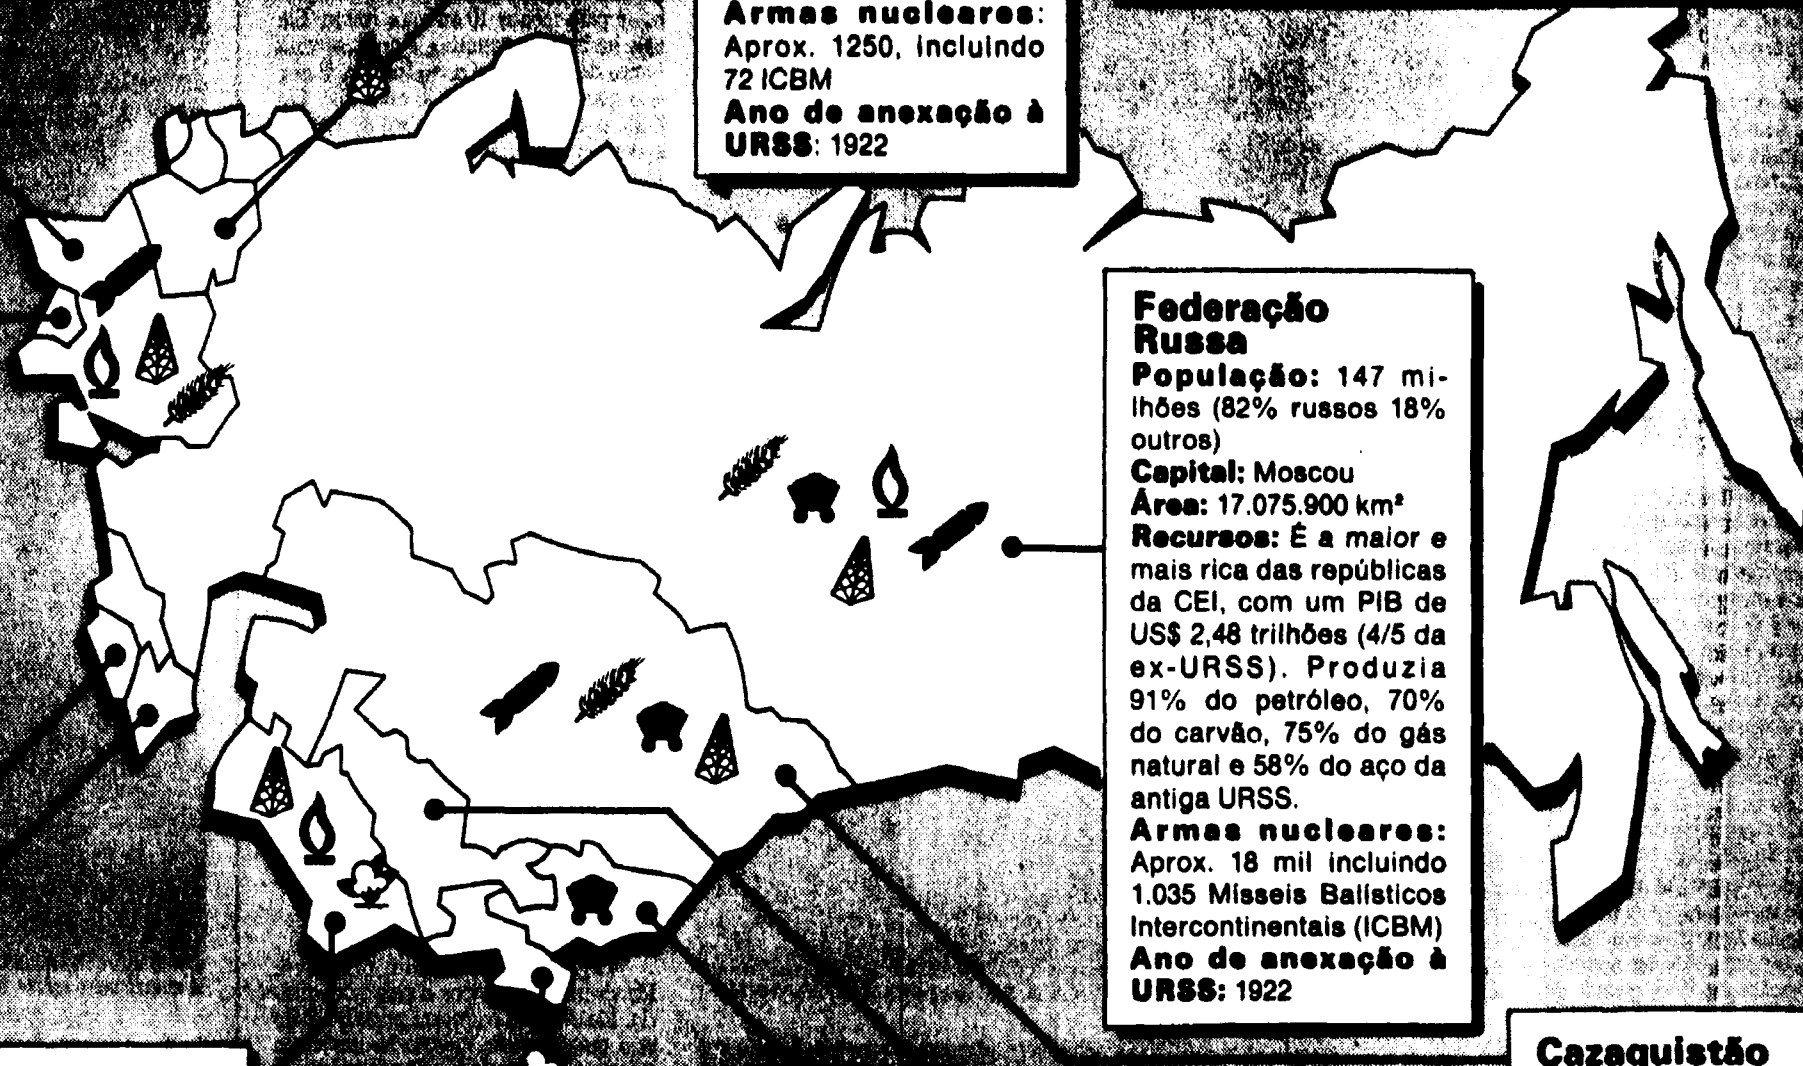 Armas nucleares:
Aprox. 1250, incluindo
72 ICBM
Ano de anexação à
URSS: 1922
Federação
Russa
População: 147 mi-
lhões (82% russos 18%
outros)
Capital: Moscou
Área: 17.075.900 km²
Recursos: É a maior e
mais rica das repúblicas
da CEI, com um PIB de
US$ 2,48 trilhões (4/5 da
ex-URSS). Produzia
91% do petróleo, 70%
do carvão, 75% do gás
natural e 58% do aço da
antiga URSS.
Armas nucleares:
Aprox. 18 mil incluindo
1.035 Misseis Balísticos
Intercontinentais (ICBM)
Ano de anexação à
URSS: 1922
Cazaquistão